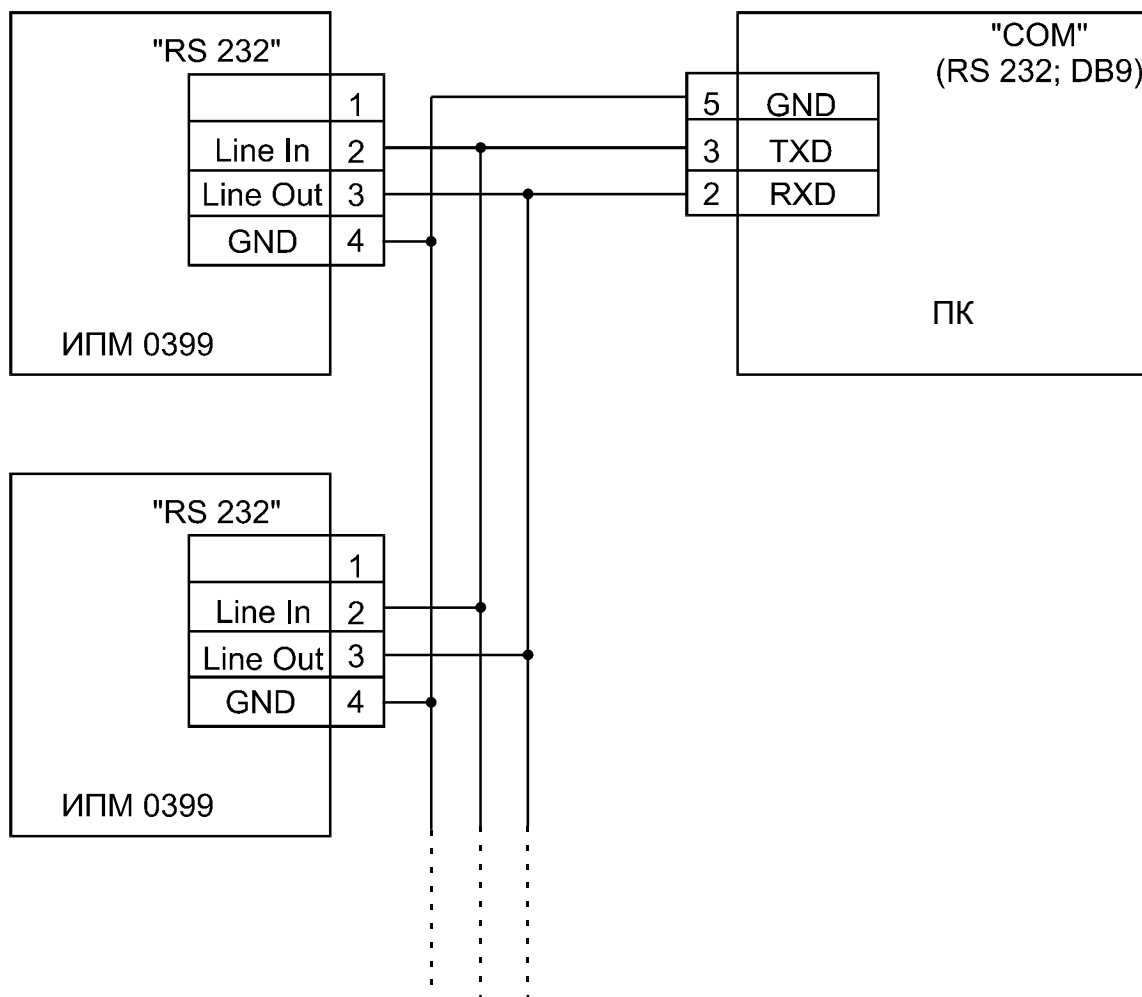 "RS 232"
1
Line In 2
Line Out 3
GND 4
ИПМ 0399
"COM"
(RS 232; DB9)
5 GND
3 TXD
2 RXD
ПК
"RS 232"
1
Line In 2
Line Out 3
GND 4
ИПМ 0399